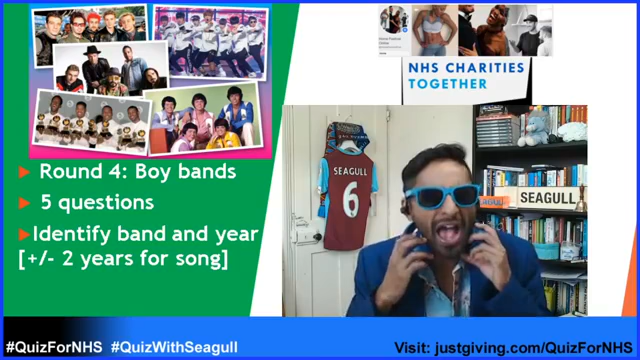 NHS CHARITIES
TOGETHER
Round 4: Boy bands
5 questions
Identify band and year
[+/- 2 years for song]
SEAGULL
6
SEAGULL
#QuizForNHS #QuizWithSeagull
Visit: justgiving.com/QuizForNHS